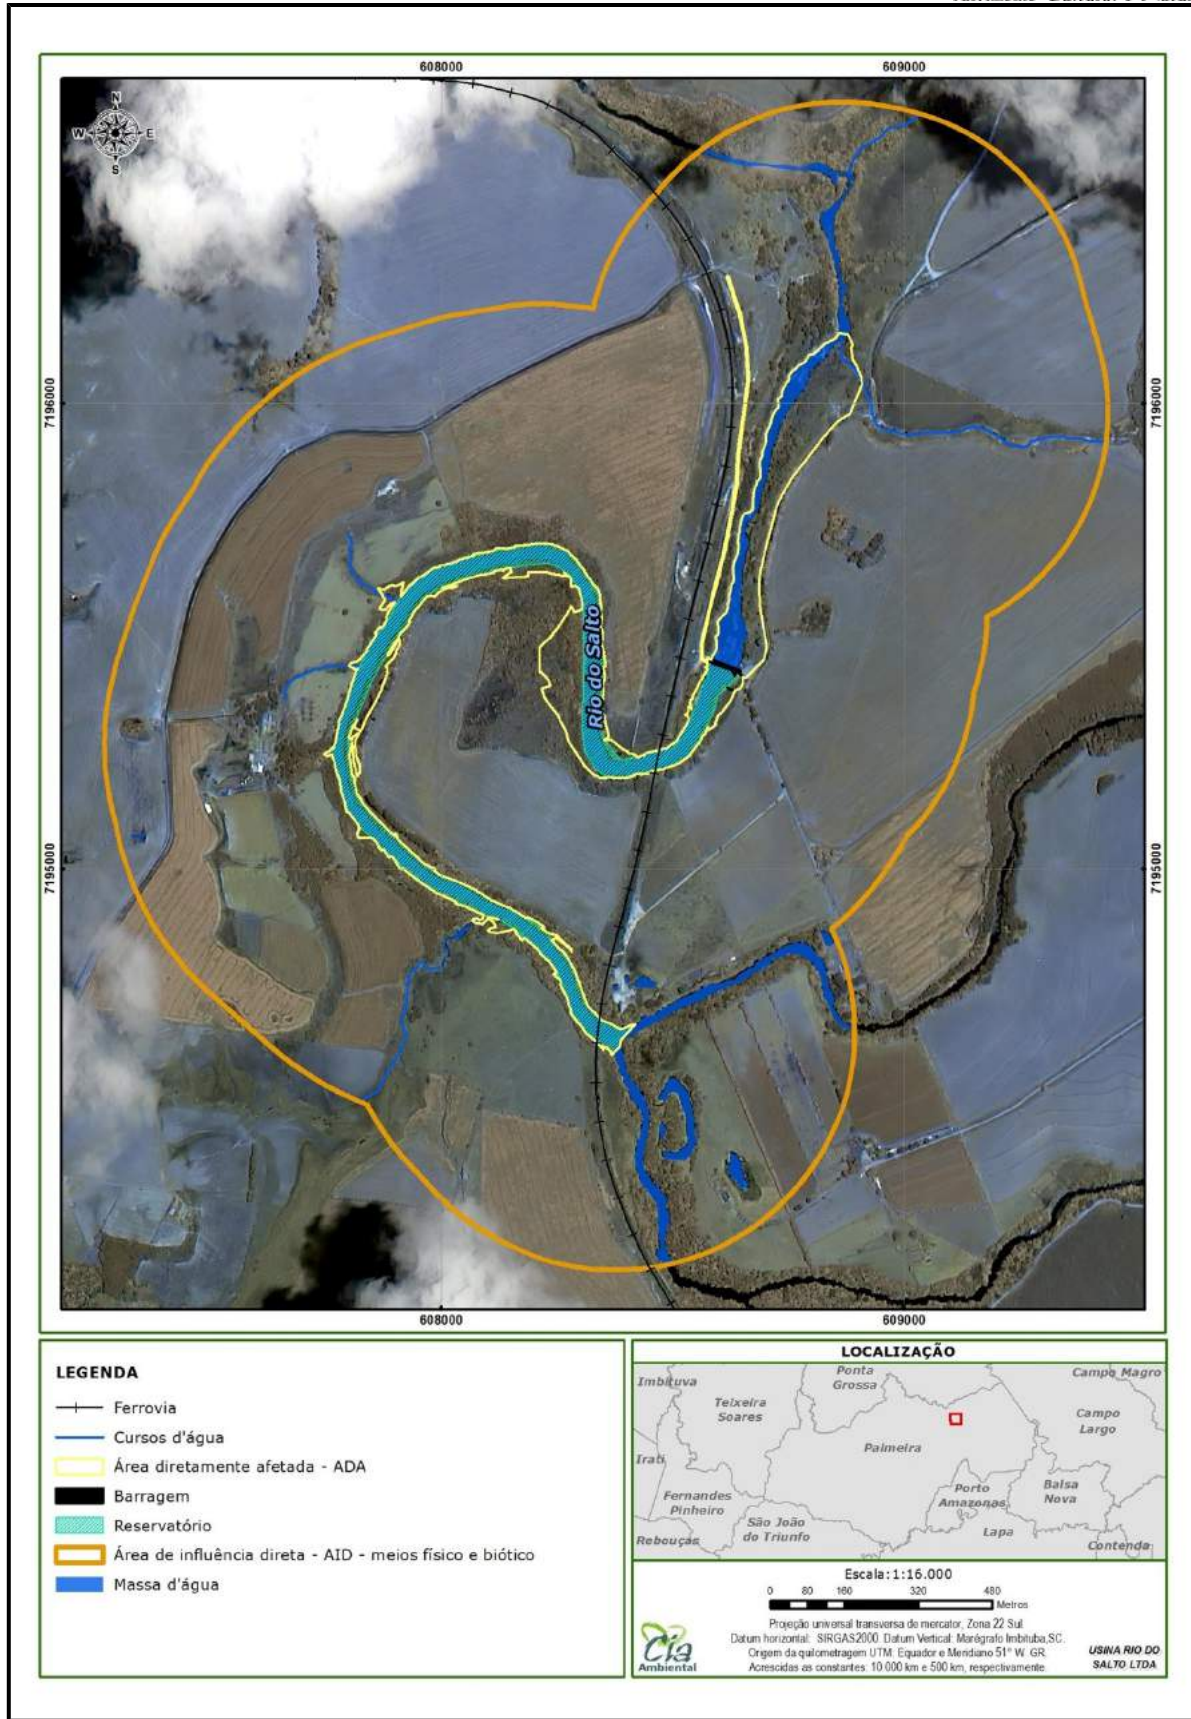 608000
609000
N
W
E
S
7196000
7196000
Rio do Salto
7195000
7195000
608000
609000
LEGENDA
Ferrovia
Cursos d'água
Área diretamente afetada - ADA
Barragem
Reservatório
Área de influência direta - AID - meios físico e biótico
Massa d'água
LOCALIZAÇÃO
Imbituva
Ponta
Grossa
Campo Magro
Teixeira
Soares
Campo
Largo
Palmeira
Irati
Fernandes
Pinheiro
Porto
Amazonas
Balsa
Nova
São João
do Triunfo
Rebouças
Lapa
Contenda
Escala:1:16.000
0 80 160 320 480
Metros
Projeção universal transversa de mercator, Zona 22 Sul
Datum horizontal: SIRGAS2000. Datum Vertical: Marégrafo Imbituba,SC.
Origem da quilometragem UTM: Equador e Meridiano 51° W. GR.
Acrescidas as constantes: 10.000 km e 500 km, respectivamente.
Cia
Ambiental
USINA RIO DO
SALTO LTDA